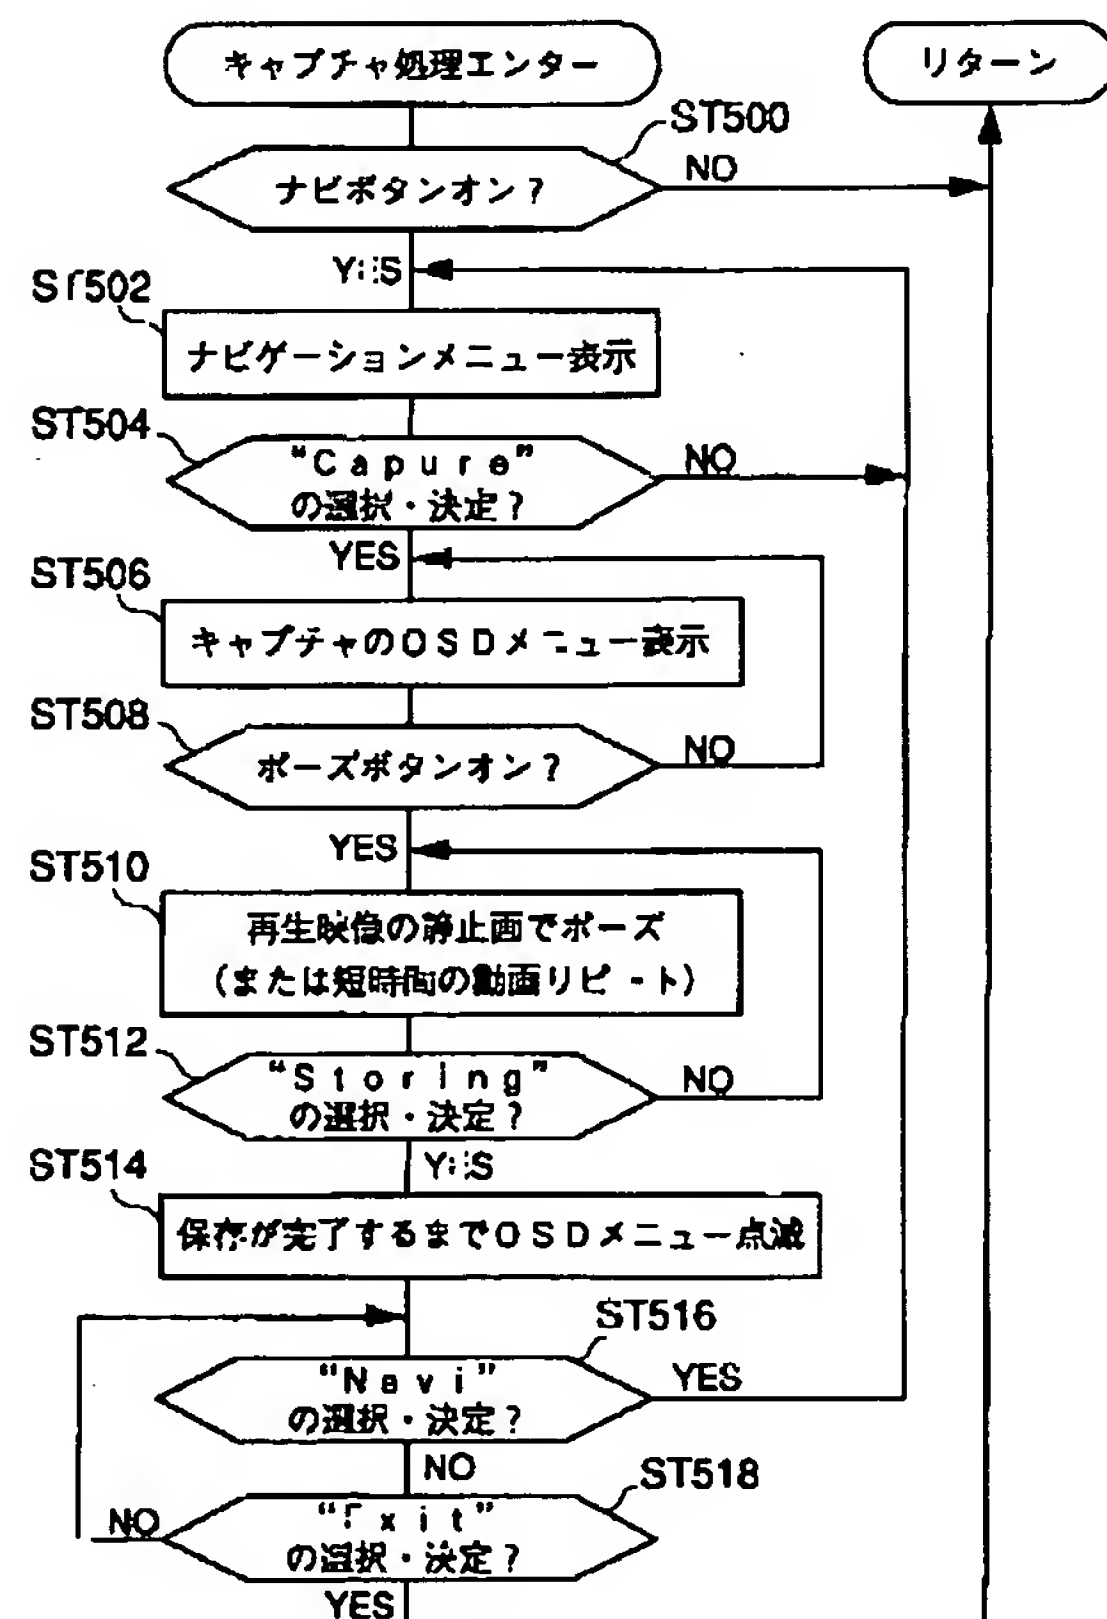 キャプチャ処理エンター
リターン
ST500
ナビボタンオン？
NO
YES
ST502
ナビゲーションメニュー表示
ST504
“Capure”
の選択・決定？
NO
YES
ST506
キャプチャのOSDメニュー表示
ST508
ポーズボタンオン？
NO
YES
ST510
再生映像の静止画でポーズ
(または短時間の動画リピート)
ST512
“Storing”
の選択・決定？
NO
YES
ST514
保存が完了するまでOSDメニュー点滅
ST516
“Navi”
の選択・決定？
YES
NO
ST518
“Exit”
の選択・決定？
NO
YES